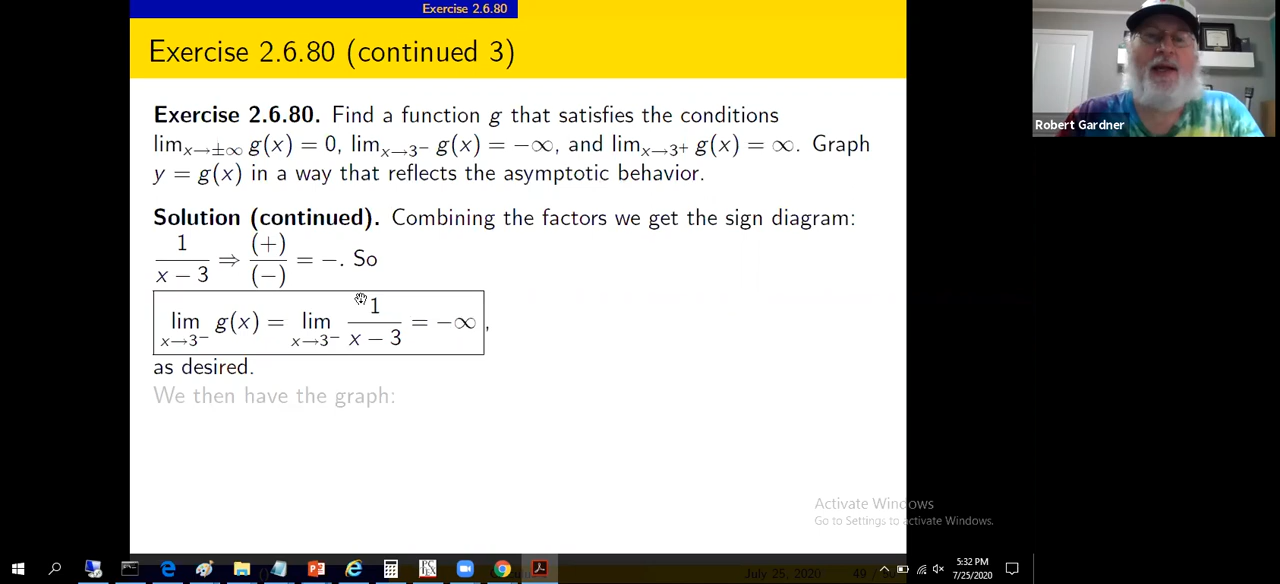 Exercise 2.6.80
Exercise 2.6.80 (continued 3)
Exercise 2.6.80. Find a function g that satisfies the conditions
lim_{x→±∞} g(x) = 0, lim_{x→3⁻} g(x) = −∞, and lim_{x→3⁺} g(x) = ∞. Graph
y = g(x) in a way that reflects the asymptotic behavior.
Solution (continued). Combining the factors we get the sign diagram:
1/(x − 3) ⇒ (+)/(−) = −. So
lim_{x→3⁻} g(x) = lim_{x→3⁻} 1/(x − 3) = −∞,
as desired.
We then have the graph:
Robert Gardner
Activate Windows
Go to Settings to activate Windows.
July 25, 2020
5:32 PM
7/25/2020